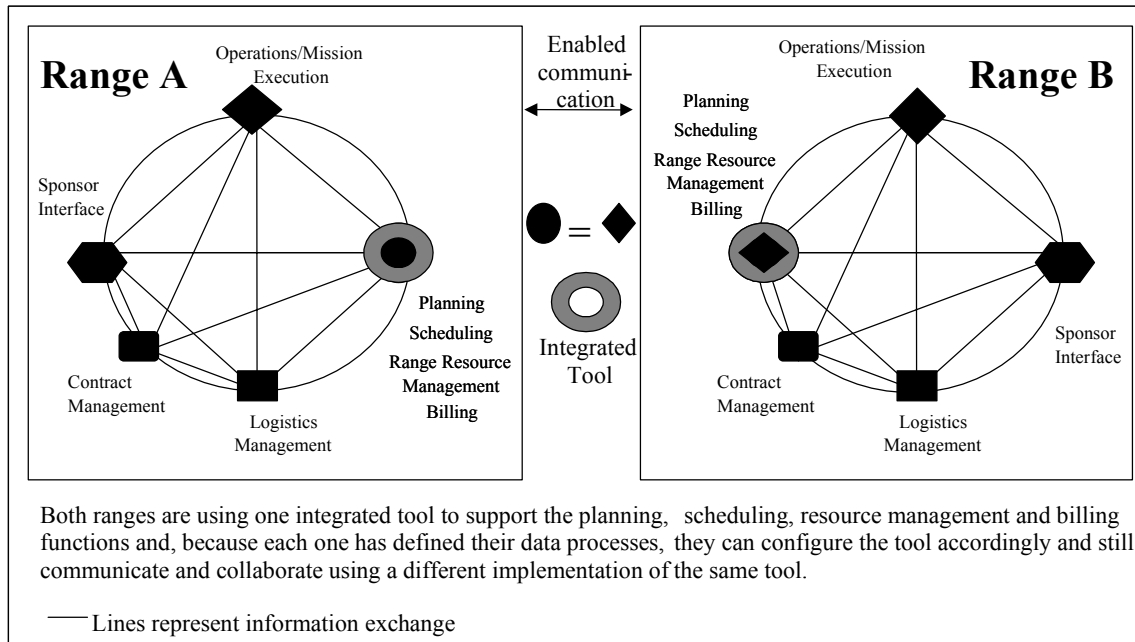 Range A
Operations/Mission
Execution
Sponsor
Interface
Planning
Scheduling
Range Resource
Management
Billing
Contract
Management
Logistics
Management
Enabled
communi-
cation
=
Integrated
Tool
Range B
Operations/Mission
Execution
Planning
Scheduling
Range Resource
Management
Billing
Sponsor
Interface
Contract
Management
Logistics
Management
Both ranges are using one integrated tool to support the planning, scheduling, resource management and billing
functions and, because each one has defined their data processes, they can configure the tool accordingly and still
communicate and collaborate using a different implementation of the same tool.
Lines represent information exchange